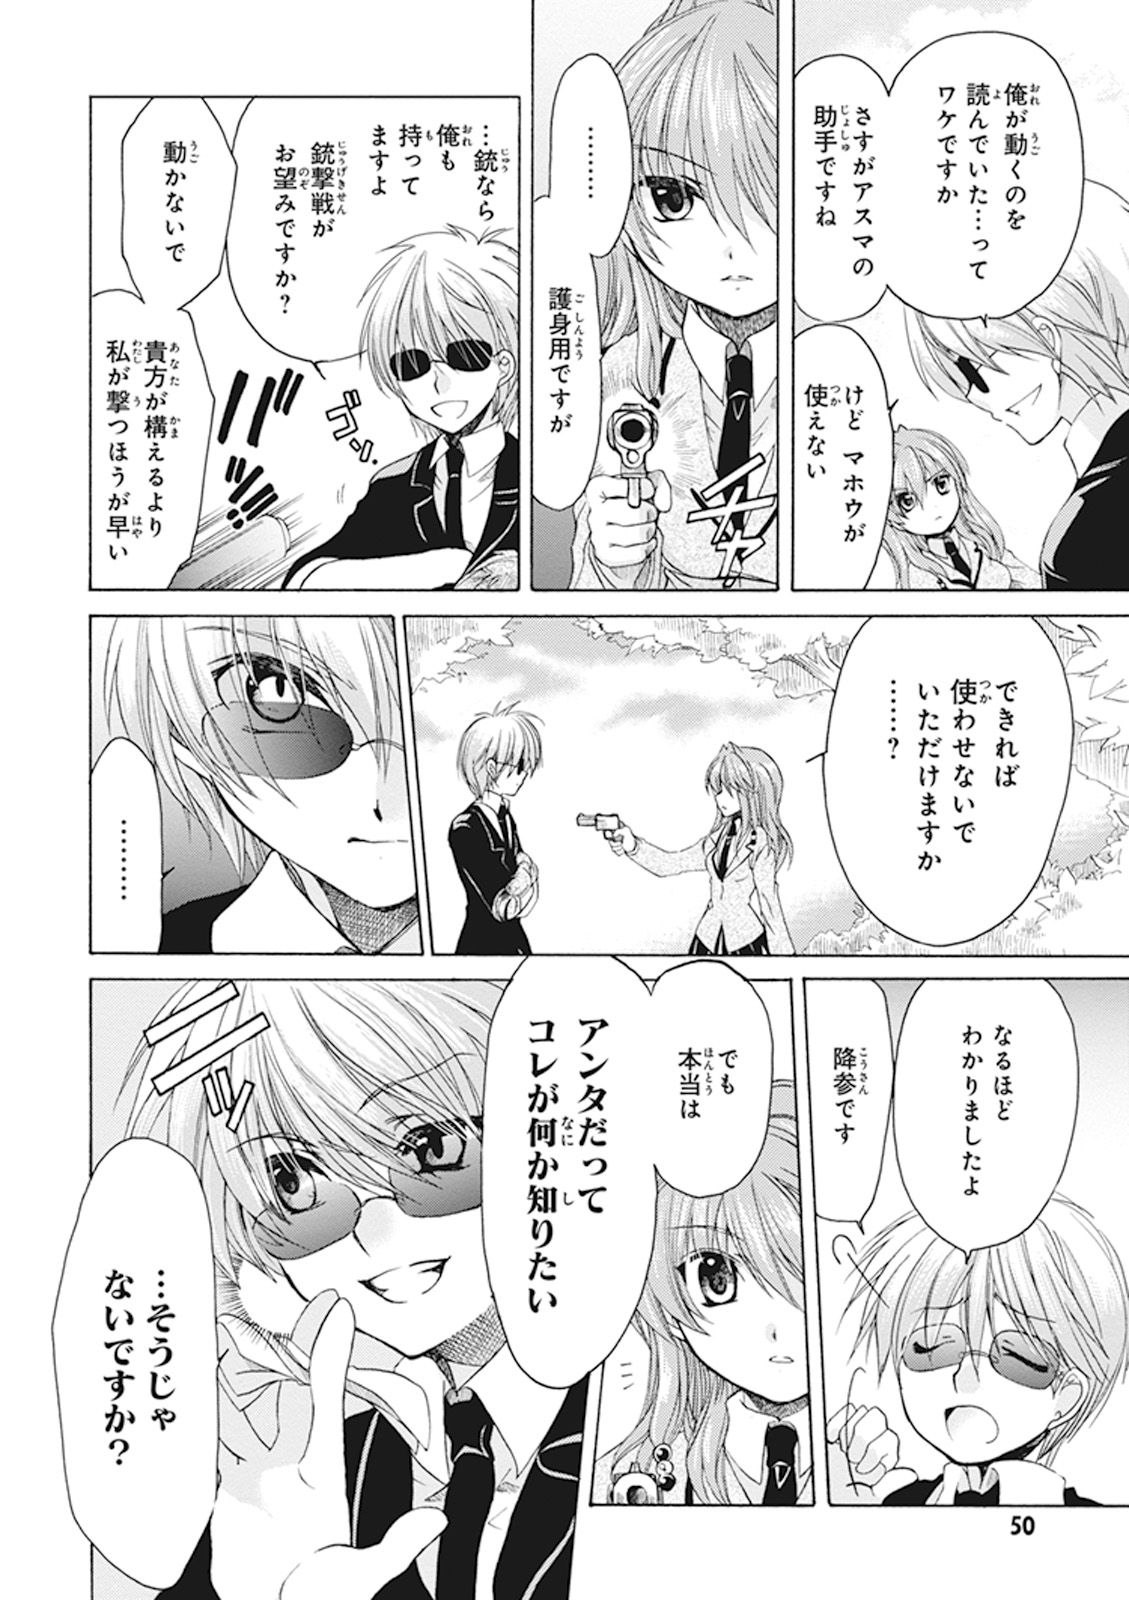 俺が動くのを
読んでいた…って
ワケですか
さすがアスマの
助手ですね
けど マホウが
使えない
………
護身用ですが
チャッ
…銃なら
俺も
持って
ますよ
銃撃戦が
お望みですか?
ゴン.
動かないで
貴方が構えるより
私が撃つほうが早い
できれば
使わせないで
いただけますか
……?
………
なるほど
わかりましたよ
降参です
でも
本当は
アンタだって
コレが何か知りたい
ニッ
…そうじゃ
ないですか?
50